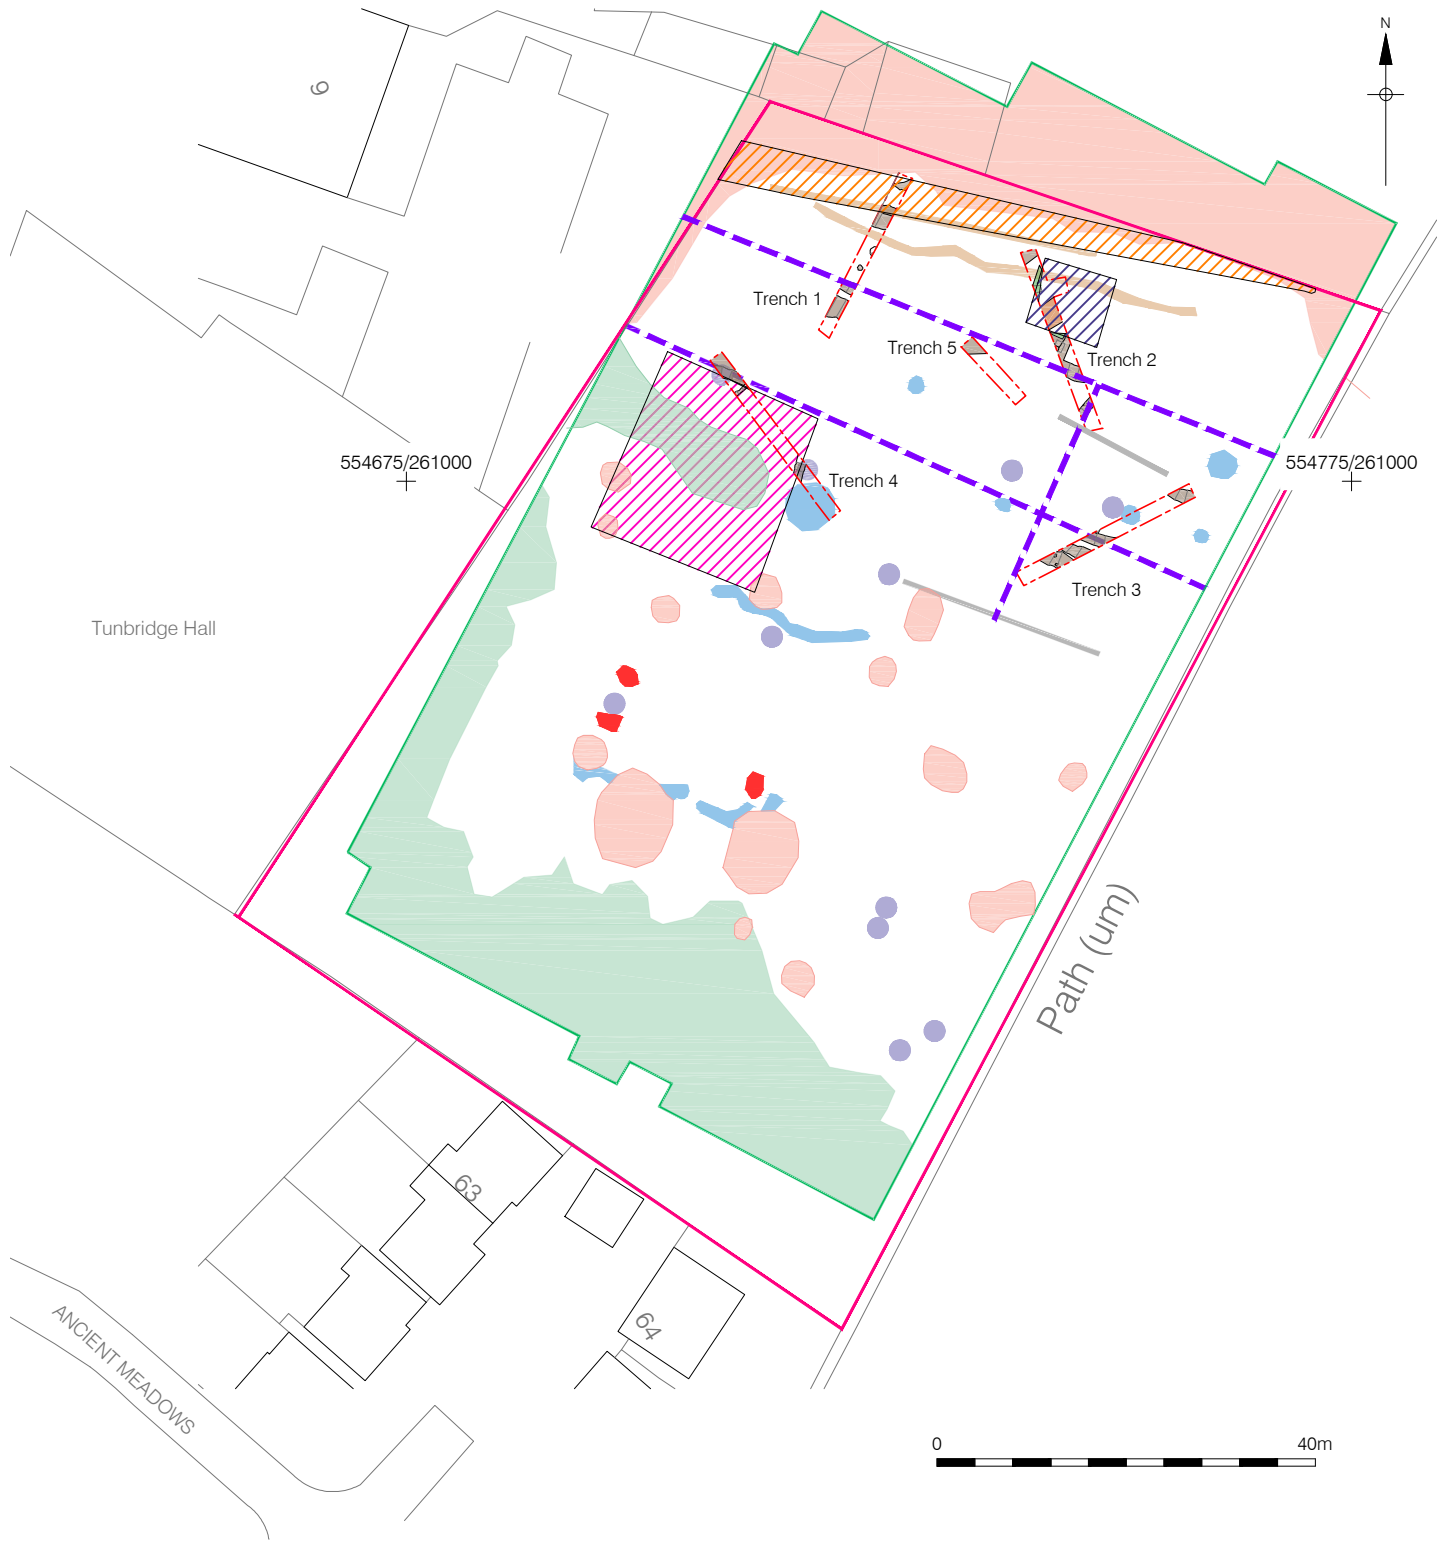 N
9
Trench 1
Trench 5
Trench 2
554675/261000
554775/261000
Trench 4
Trench 3
Tunbridge Hall
Path (um)
63
64
ANCIENT MEADOWS
0 40m